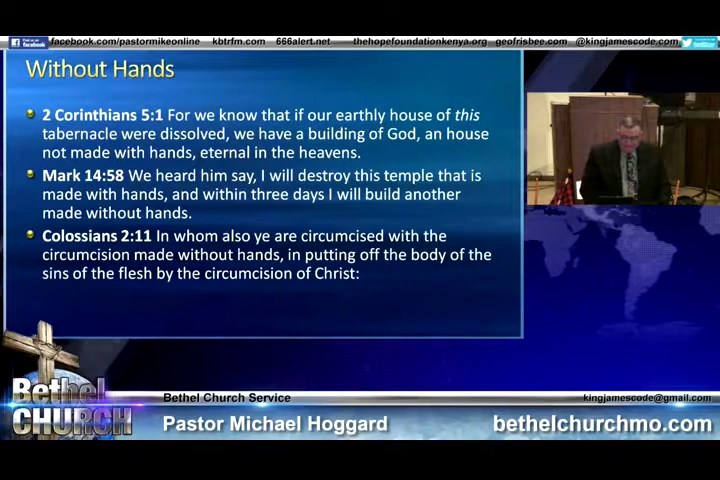 Find us on facebook facebook.com/pastormikeonline kbtrfm.com 666alert.net thehopefoundationkenya.org geofrisbee.com @kingjamescode.com
Without Hands
2 Corinthians 5:1 For we know that if our earthly house of this
tabernacle were dissolved, we have a building of God, an house
not made with hands, eternal in the heavens.
Mark 14:58 We heard him say, I will destroy this temple that is
made with hands, and within three days I will build another
made without hands.
Colossians 2:11 In whom also ye are circumcised with the
circumcision made without hands, in putting off the body of the
sins of the flesh by the circumcision of Christ:
Bethel
CHURCH
Bethel Church Service kingjamescode@gmail.com
Pastor Michael Hoggard bethelchurchmo.com